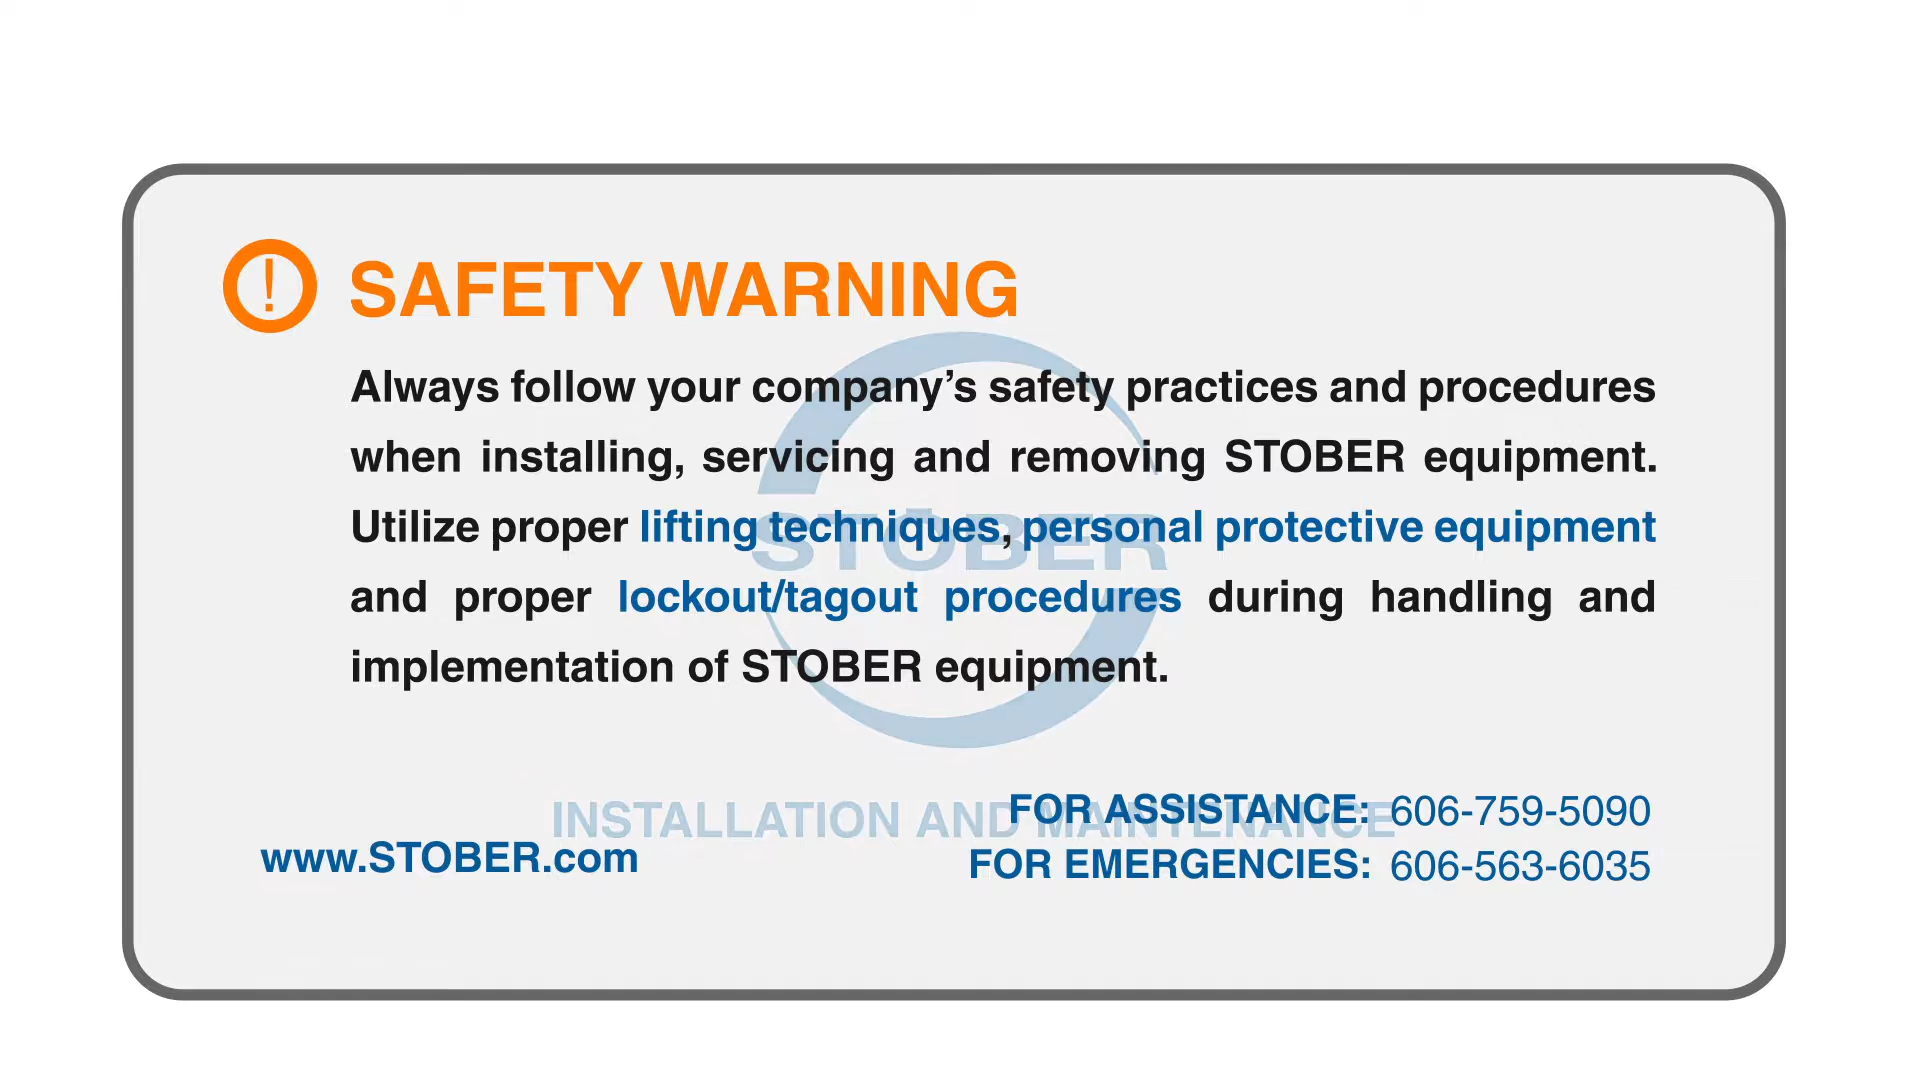 ! SAFETY WARNING
Always follow your company’s safety practices and procedures
when installing, servicing and removing STOBER equipment.
Utilize proper lifting techniques, personal protective equipment
and proper lockout/tagout procedures during handling and
implementation of STOBER equipment.
STÖBER
INSTALLATION AND MAINTENANCE
FOR ASSISTANCE: 606-759-5090
www.STOBER.com
FOR EMERGENCIES: 606-563-6035